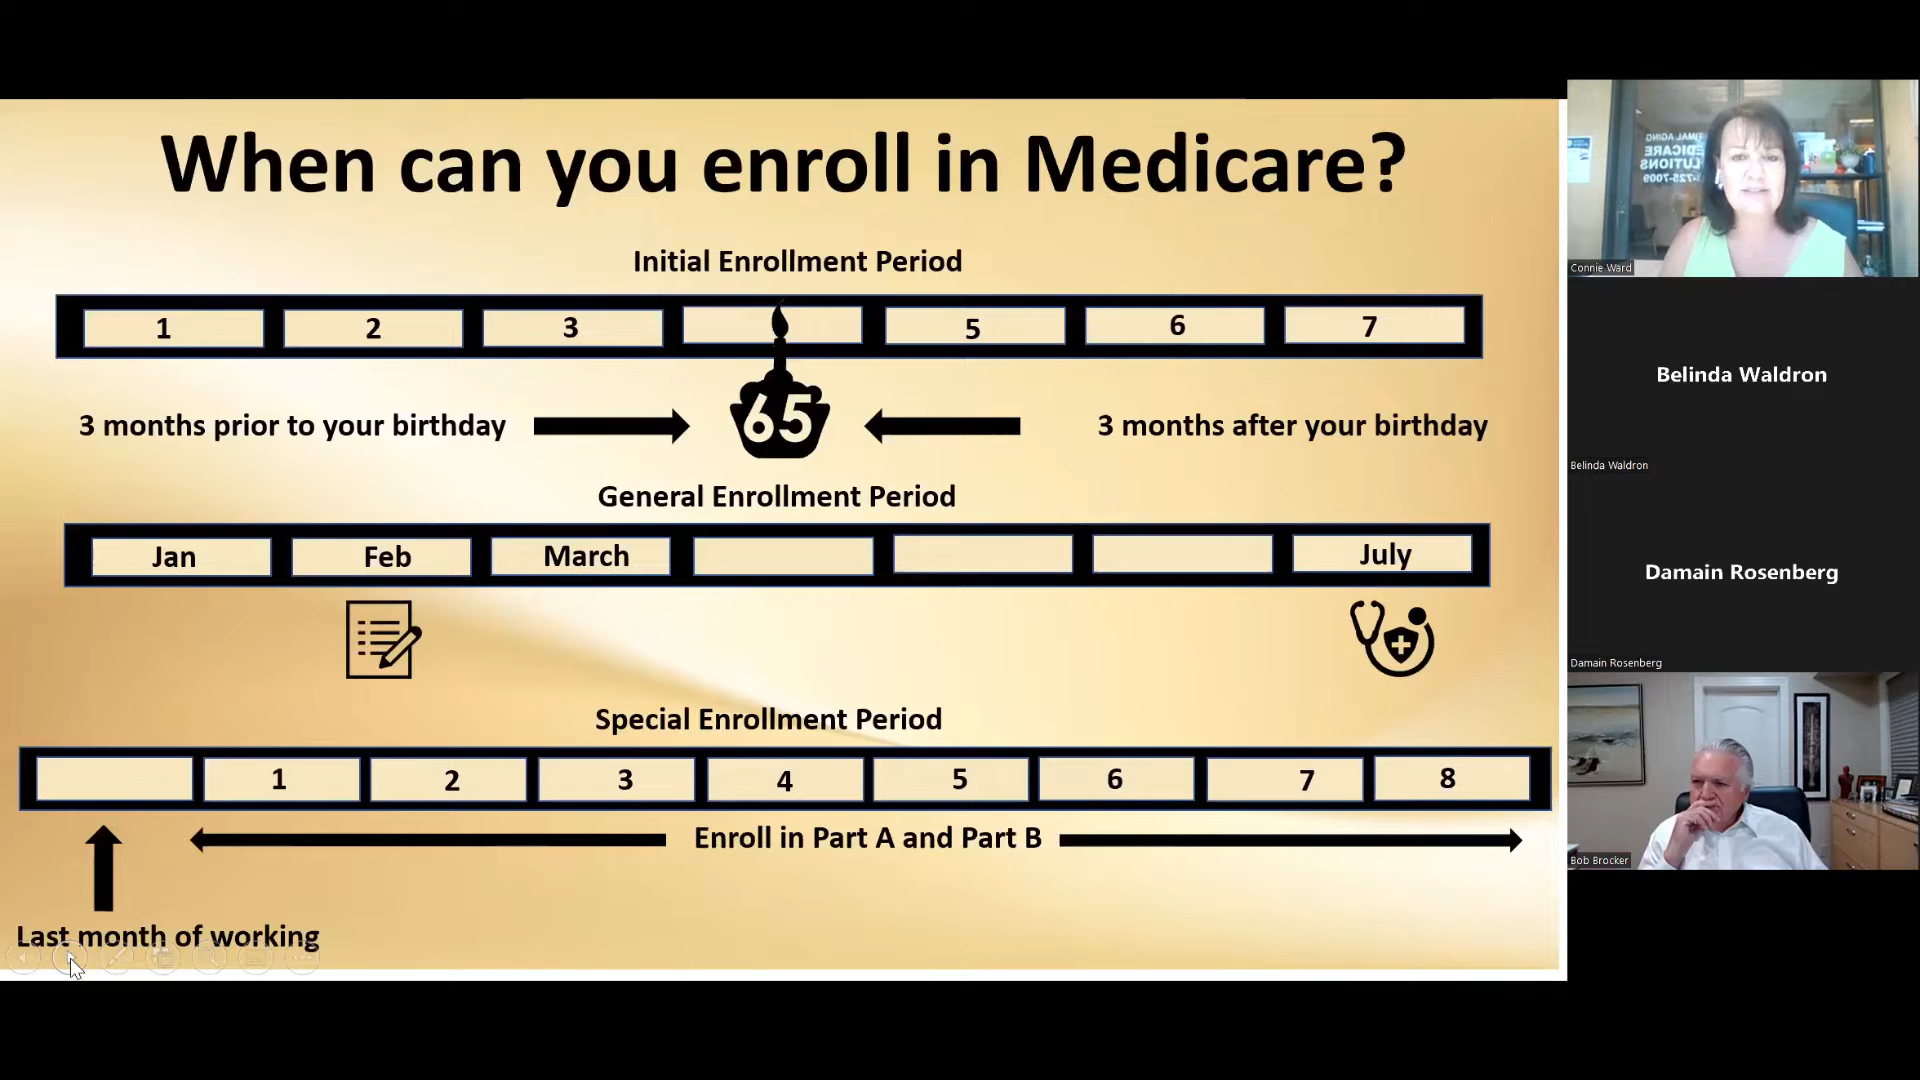 When can you enroll in Medicare?
Initial Enrollment Period
1 2 3 5 6 7
3 months prior to your birthday 65 3 months after your birthday
General Enrollment Period
Jan Feb March July
Special Enrollment Period
1 2 3 4 5 6 7 8
Enroll in Part A and Part B
Last month of working
Connie Ward
Belinda Waldron
Belinda Waldron
Damain Rosenberg
Damain Rosenberg
Bob Brocker